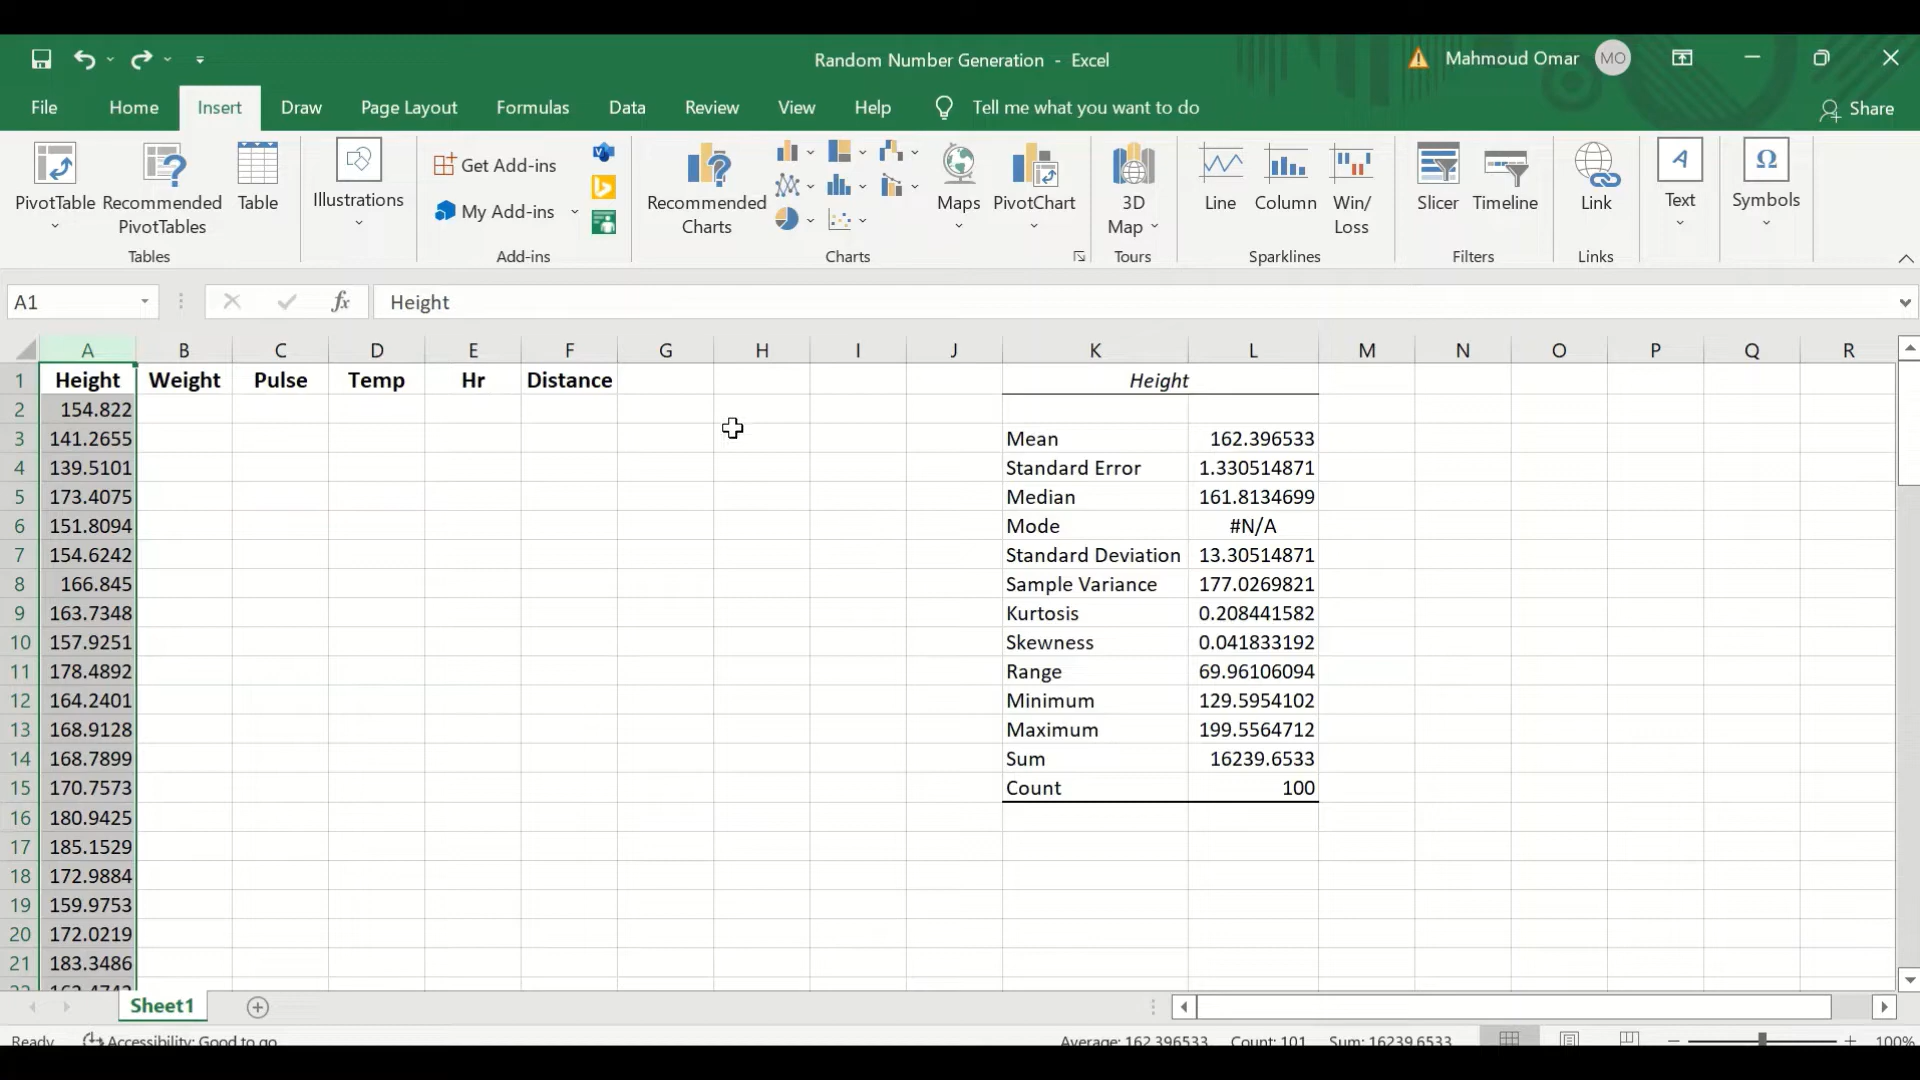 Random Number Generation - Excel
Mahmoud Omar MO
File Home Insert Draw Page Layout Formulas Data Review View Help Tell me what you want to do Share
PivotTable Recommended PivotTables Table
Tables
Illustrations
Get Add-ins
My Add-ins
Add-ins
Recommended Charts
Maps PivotChart
Charts
3D Map
Tours
Line Column Win/Loss
Sparklines
Slicer Timeline
Filters
Link
Links
Text
Symbols
A1 fx Height
A B C D E F G H I J K L M N O P Q R
1 Height Weight Pulse Temp Hr Distance Height
2 154.822
3 141.2655 Mean 162.396533
4 139.5101 Standard Error 1.330514871
5 173.4075 Median 161.8134699
6 151.8094 Mode #N/A
7 154.6242 Standard Deviation 13.30514871
8 166.845 Sample Variance 177.0269821
9 163.7348 Kurtosis 0.208441582
10 157.9251 Skewness 0.041833192
11 178.4892 Range 69.96106094
12 164.2401 Minimum 129.5954102
13 168.9128 Maximum 199.5564712
14 168.7899 Sum 16239.6533
15 170.7573 Count 100
16 180.9425
17 185.1529
18 172.9884
19 159.9753
20 172.0219
21 183.3486
Sheet1
Ready Accessibility: Good to go Average: 162.396533 Count: 101 Sum: 16239.6533 100%